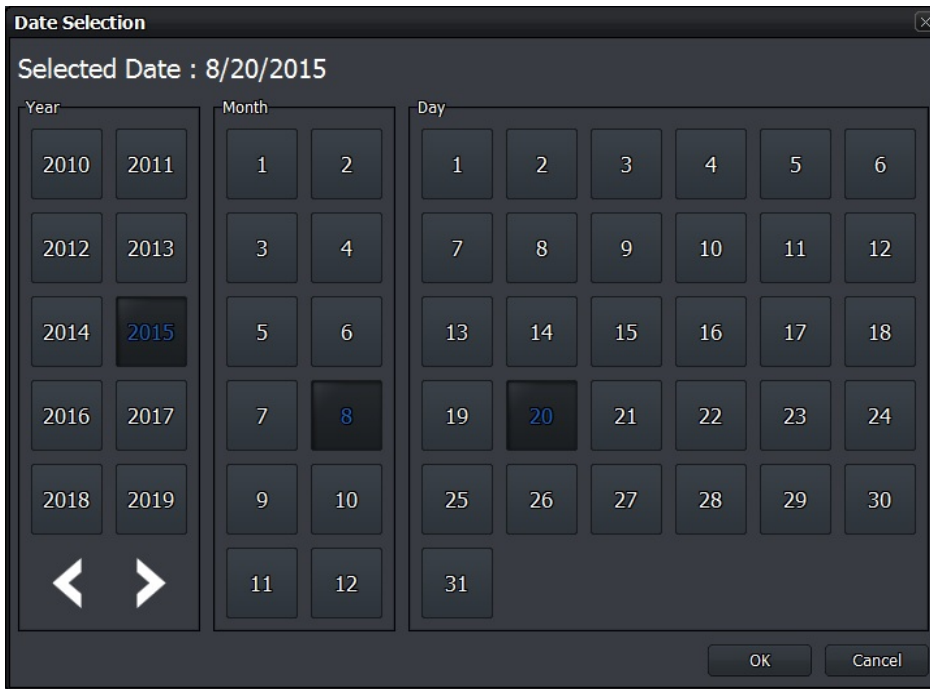 Date Selection
Selected Date : 8/20/2015
Year Month Day
2010 2011 1 2 1 2 3 4 5 6
2012 2013 3 4 7 8 9 10 11 12
2014 2015 5 6 13 14 15 16 17 18
2016 2017 7 8 19 20 21 22 23 24
2018 2019 9 10 25 26 27 28 29 30
11 12 31
OK Cancel